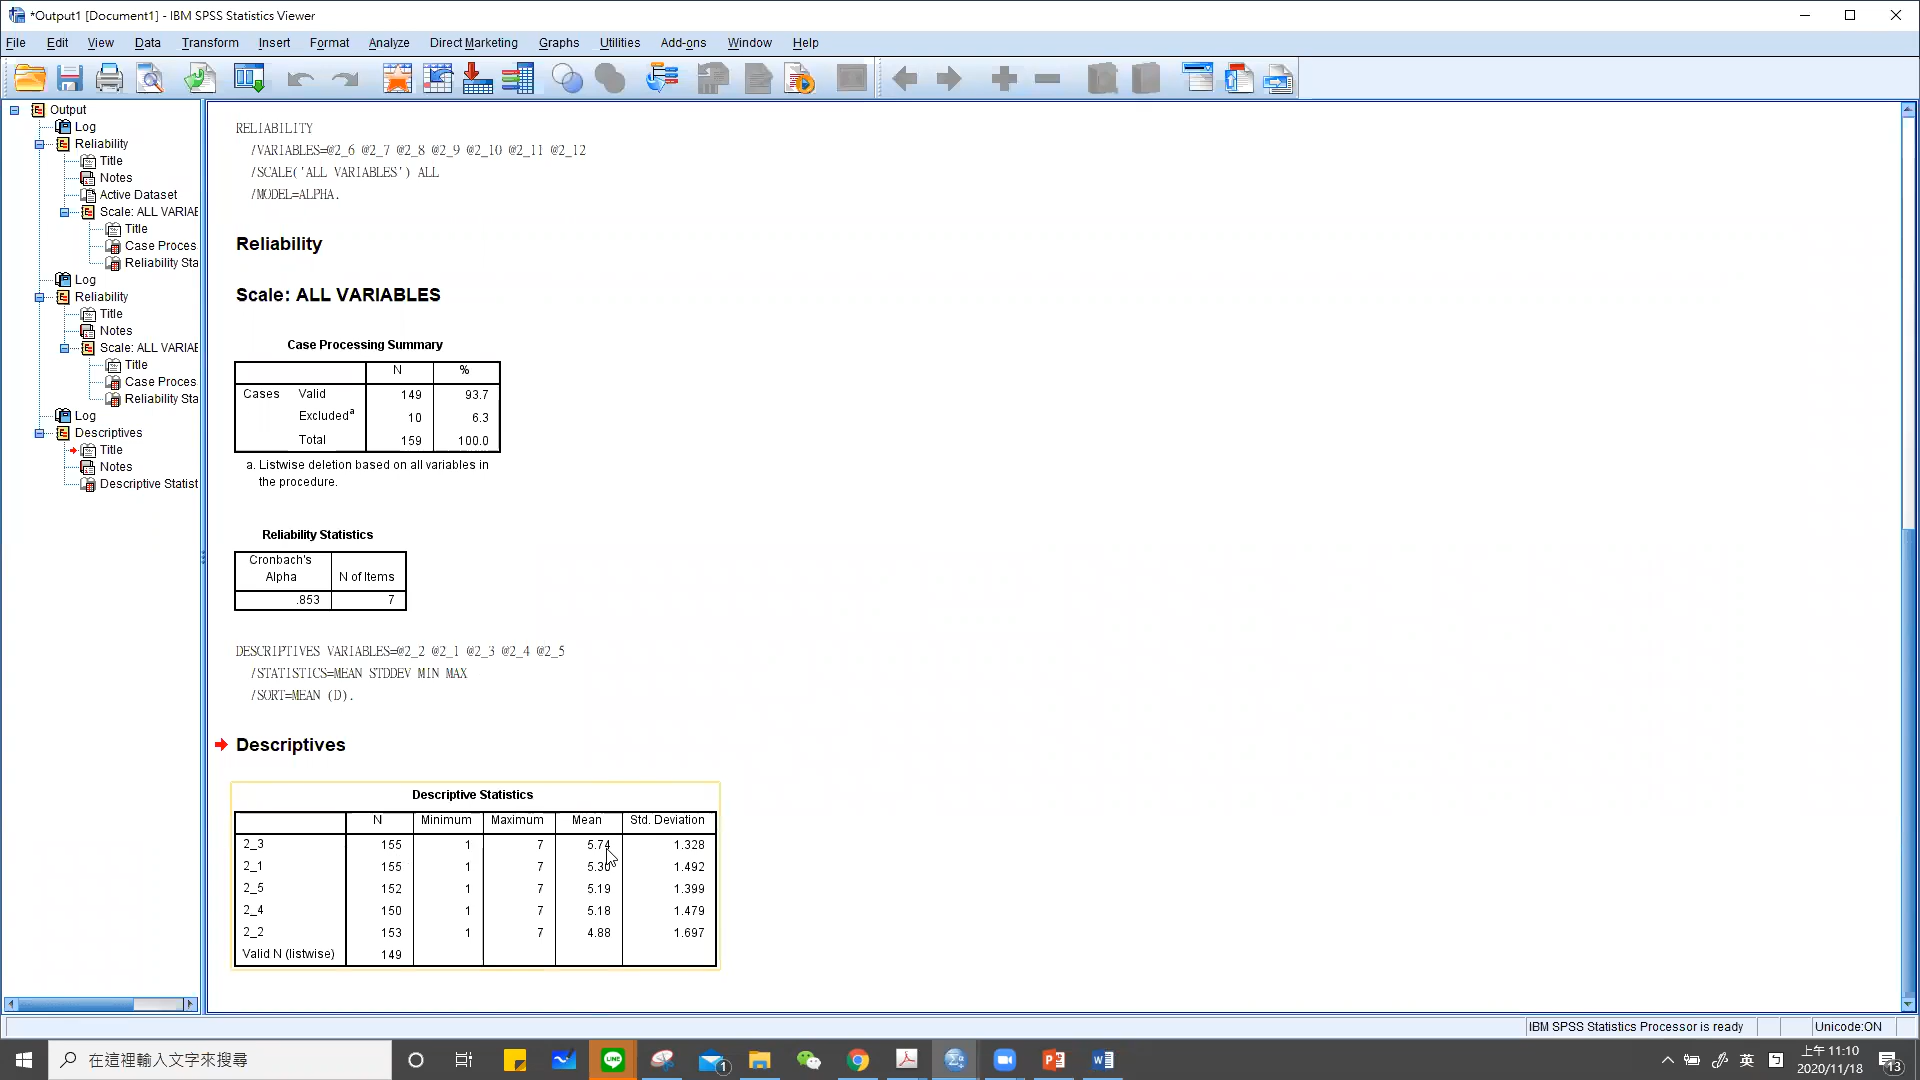 *Output1 [Document1] - IBM SPSS Statistics Viewer
File Edit View Data Transform Insert Format Analyze Direct Marketing Graphs Utilities Add-ons Window Help
Output
Log
Reliability
Title
Notes
Active Dataset
Scale: ALL VARIAE
Title
Case Proces
Reliability Sta
Log
Reliability
Title
Notes
Scale: ALL VARIAE
Title
Case Proces
Reliability Sta
Log
Descriptives
Title
Notes
Descriptive Statist
RELIABILITY
/VARIABLES=@2_6 @2_7 @2_8 @2_9 @2_10 @2_11 @2_12
/SCALE('ALL VARIABLES') ALL
/MODEL=ALPHA.
Reliability
Scale: ALL VARIABLES
Case Processing Summary
N %
Cases Valid 149 93.7
Excluded^a 10 6.3
Total 159 100.0
a. Listwise deletion based on all variables in
the procedure.
Reliability Statistics
Cronbach's
Alpha N of Items
.853 7
DESCRIPTIVES VARIABLES=@2_2 @2_1 @2_3 @2_4 @2_5
/STATISTICS=MEAN STDDEV MIN MAX
/SORT=MEAN (D).
Descriptives
Descriptive Statistics
N Minimum Maximum Mean Std. Deviation
2_3 155 1 7 5.74 1.328
2_1 155 1 7 5.30 1.492
2_5 152 1 7 5.19 1.399
2_4 150 1 7 5.18 1.479
2_2 153 1 7 4.88 1.697
Valid N (listwise) 149
IBM SPSS Statistics Processor is ready Unicode:ON
在這裡輸入文字來搜尋
LINE
1
英
上午 11:10
2020/11/18
13